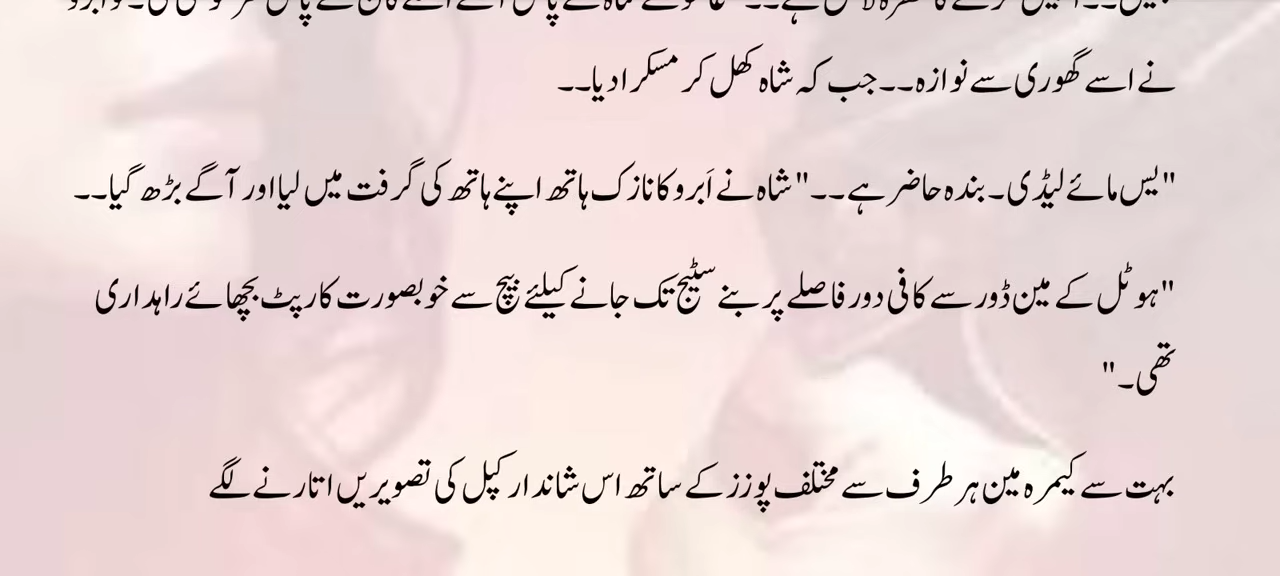 نے اسے گھوری سے نوازہ۔۔جب کہ شاہ کھل کر مسکرا دیا۔۔
"یس مائے لیڈی۔ بندہ حاضر ہے۔۔"شاہ نے اَبرو کا نازک ہاتھ اپنے ہاتھ کی گرفت میں لیا اور آگے بڑھ گیا۔۔
"ہوٹل کے مین ڈور سے کافی دور فاصلے پر بنے سٹیج تک جانے کیلئے بیچ سے خوبصورت کارپٹ بچھائے راہداری
تھی۔"
بہت سے کیمرہ مین ہر طرف سے مختلف پوزز کے ساتھ اس شاندار کپل کی تصویریں اتارنے لگے